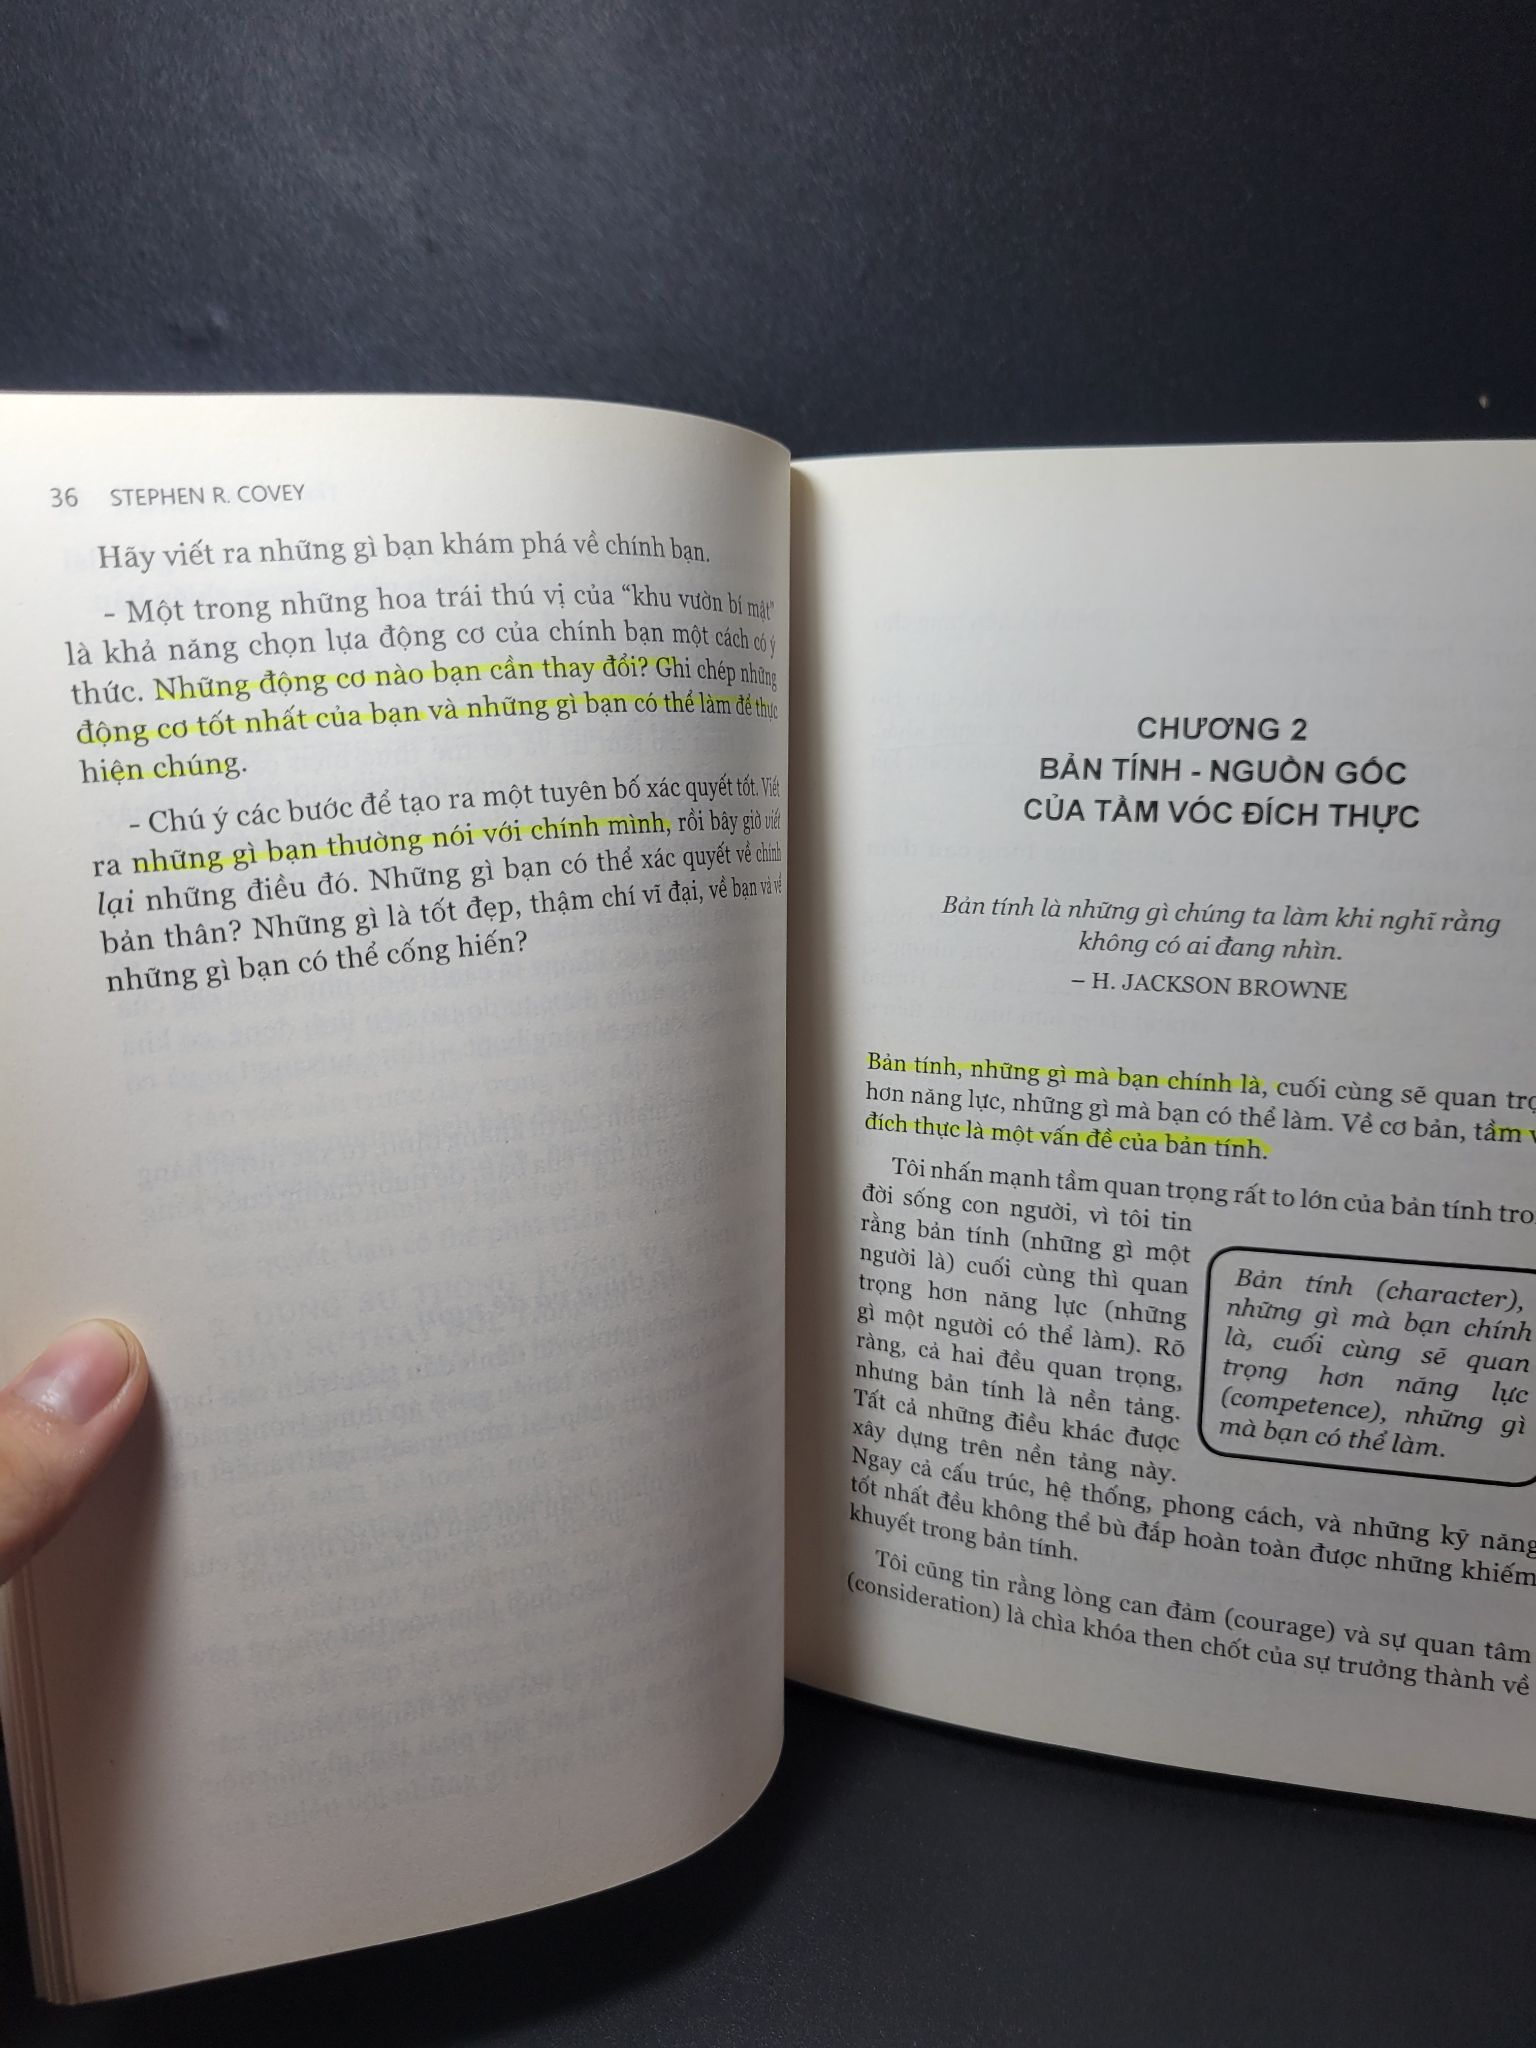 36 STEPHEN R. COVEY
Hãy viết ra những gì bạn khám phá về chính bạn.
- Một trong những hoa trái thú vị của “khu vườn bí mật”
là khả năng chọn lựa động cơ của chính bạn một cách có ý
thức. Những động cơ nào bạn cần thay đổi? Ghi chép những
động cơ tốt nhất của bạn và những gì bạn có thể làm để thực
hiện chúng.
- Chú ý các bước để tạo ra một tuyên bố xác quyết tốt. Viết
ra những gì bạn thường nói với chính mình, rồi bây giờ viết
lại những điều đó. Những gì bạn có thể xác quyết về chính
bản thân? Những gì là tốt đẹp, thậm chí vĩ đại, về bạn và về
những gì bạn có thể cống hiến?
CHƯƠNG 2
BẢN TÍNH - NGUỒN GỐC
CỦA TẦM VÓC ĐÍCH THỰC
Bản tính là những gì chúng ta làm khi nghĩ rằng
không có ai đang nhìn.
– H. JACKSON BROWNE
Bản tính, những gì mà bạn chính là, cuối cùng sẽ quan
hơn năng lực, những gì mà bạn có thể làm. Về cơ bản, tầm
đích thực là một vấn đề của bản tính.
Tôi nhấn mạnh tầm quan trọng rất to lớn của bản tính
đời sống con người, vì tôi tin
rằng bản tính (những gì một
người là) cuối cùng thì quan
trọng hơn năng lực (những
gì một người có thể làm). Rõ
ràng, cả hai đều quan trọng,
nhưng bản tính là nền tảng.
Tất cả những điều khác được
xây dựng trên nền tảng này.
Ngay cả cấu trúc, hệ thống, phong cách, và những kỹ năng
tốt nhất đều không thể bù đắp hoàn toàn được những khiếm
khuyết trong bản tính.
Tôi cũng tin rằng lòng can đảm (courage) và sự quan tâm
(consideration) là chìa khóa then chốt của sự trưởng thành về
Bản tính (character),
những gì mà bạn chính
là, cuối cùng sẽ quan
trọng hơn năng lực
(competence), những gì
mà bạn có thể làm.